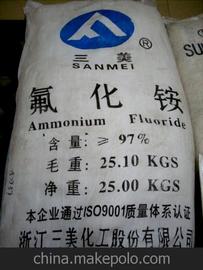 ®
三美
SANMEI
氟化铵
Ammonium Fluoride
含量: ≥ 97%
毛重: 25.10 KGS
净重: 25.00 KGS
本企业通过ISO9001质量体系认证
浙江三美化工股份有限公司
china.makepolo.com
SU